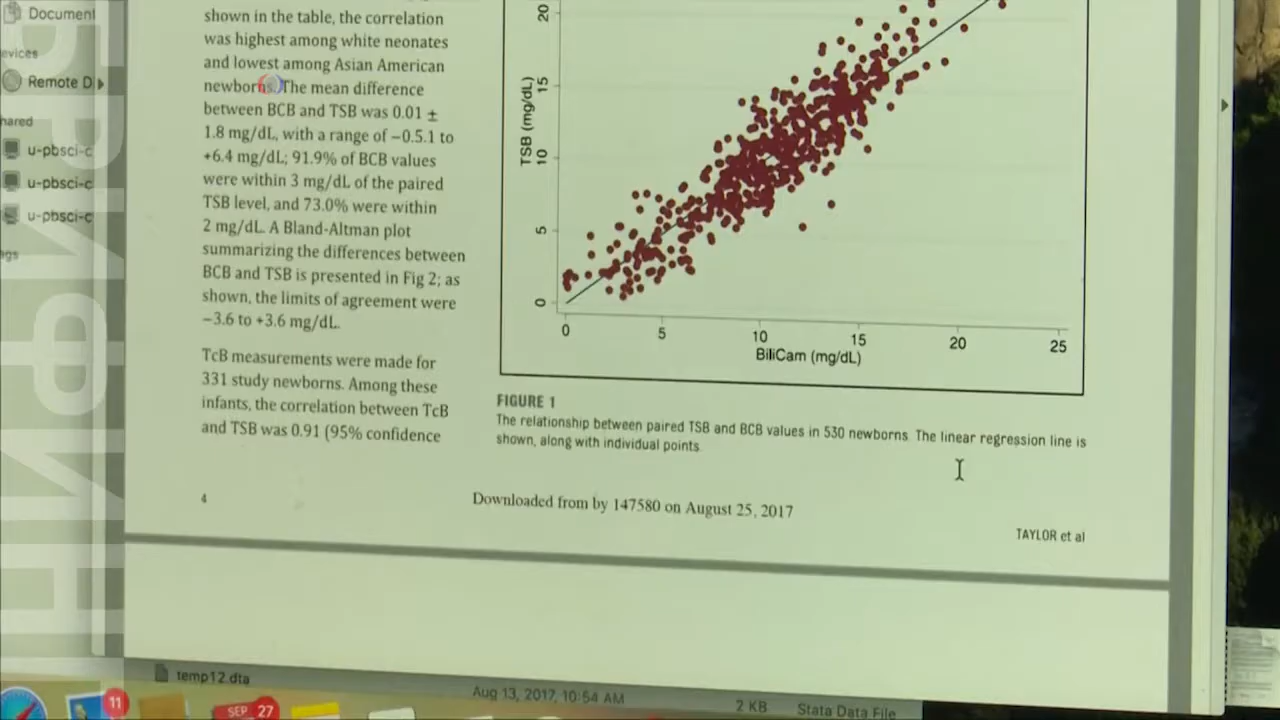 Document
evices
Remote D
hared
u-pbsci-c
u-pbsci-c
u-pbsci-c
ags
БРИФИН
shown in the table, the correlation
was highest among white neonates
and lowest among Asian American
newborns. The mean difference
between BCB and TSB was 0.01 ±
1.8 mg/dL, with a range of −0.5.1 to
+6.4 mg/dL; 91.9% of BCB values
were within 3 mg/dL of the paired
TSB level, and 73.0% were within
2 mg/dL. A Bland-Altman plot
summarizing the differences between
BCB and TSB is presented in Fig 2; as
shown, the limits of agreement were
−3.6 to +3.6 mg/dL.
TcB measurements were made for
331 study newborns. Among these
infants, the correlation between TcB
and TSB was 0.91 (95% confidence
TSB (mg/dL)
20
15
10
5
0
0 5 10 15 20 25
BiliCam (mg/dL)
FIGURE 1
The relationship between paired TSB and BCB values in 530 newborns. The linear regression line is
shown, along with individual points.
4
Downloaded from by 147580 on August 25, 2017
TAYLOR et al
temp12.dta
Aug 13, 2017, 10:54 AM
2 KB
Stata Data File
11
SEP 27